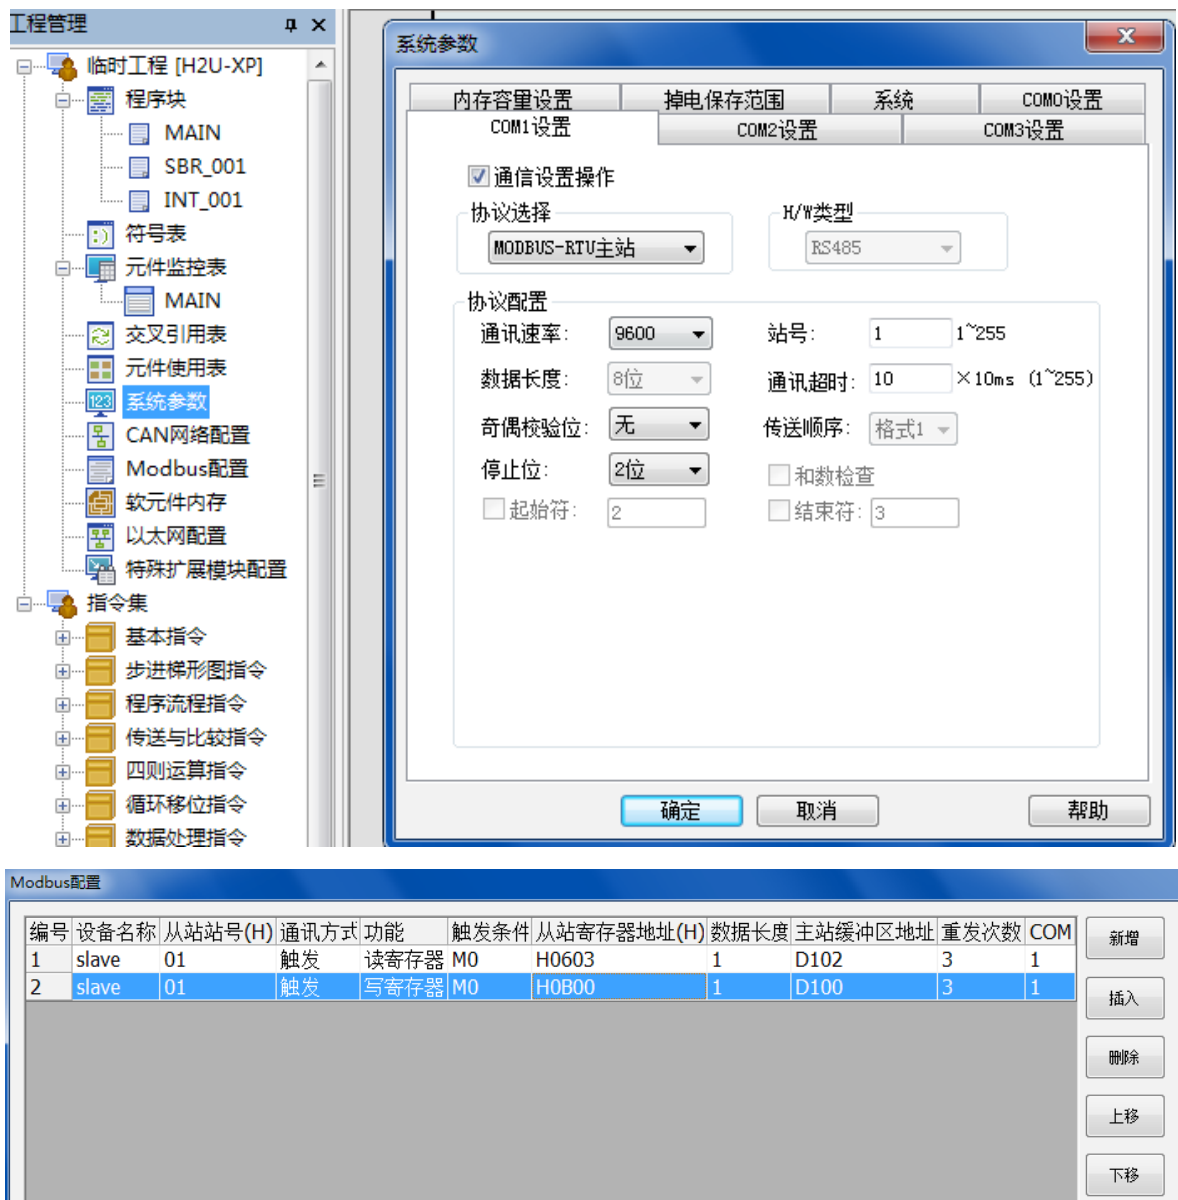 工程管理
临时工程 [H2U-XP]
程序块
MAIN
SBR_001
INT_001
符号表
元件监控表
MAIN
交叉引用表
元件使用表
123 系统参数
CAN网络配置
Modbus配置
软元件内存
以太网配置
特殊扩展模块配置
指令集
基本指令
步进梯形图指令
程序流程指令
传送与比较指令
四则运算指令
循环移位指令
数据处理指令
系统参数
内存容量设置 掉电保存范围 系统 COM0设置
COM1设置 COM2设置 COM3设置
通信设置操作
协议选择 H/W类型
MODBUS-RTU主站 RS485
协议配置
通讯速率: 9600 站号: 1 1~255
数据长度: 8位 通讯超时: 10 ×10ms (1~255)
奇偶校验位: 无 传送顺序: 格式1
停止位: 2位 和数检查
起始符: 2 结束符: 3
确定 取消 帮助
Modbus配置
编号 设备名称 从站站号(H) 通讯方式 功能 触发条件 从站寄存器地址(H) 数据长度 主站缓冲区地址 重发次数 COM
1 slave 01 触发 读寄存器 M0 H0603 1 D102 3 1
2 slave 01 触发 写寄存器 M0 H0B00 1 D100 3 1
新增
插入
删除
上移
下移